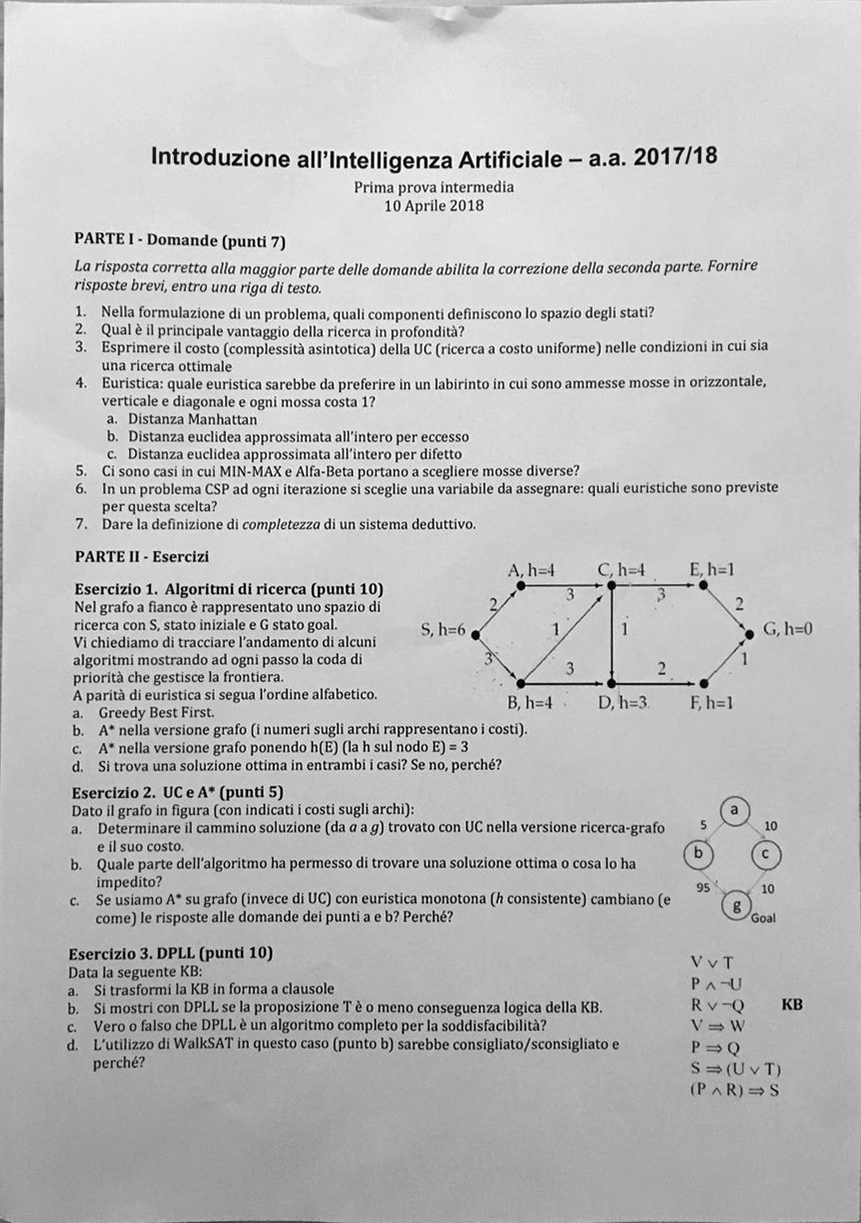 Introduzione all'Intelligenza Artificiale – a.a. 2017/18
Prima prova intermedia
10 Aprile 2018
PARTE I - Domande (punti 7)
La risposta corretta alla maggior parte delle domande abilita la correzione della seconda parte. Fornire
risposte brevi, entro una riga di testo.
1. Nella formulazione di un problema, quali componenti definiscono lo spazio degli stati?
2. Qual è il principale vantaggio della ricerca in profondità?
3. Esprimere il costo (complessità asintotica) della UC (ricerca a costo uniforme) nelle condizioni in cui sia
una ricerca ottimale
4. Euristica: quale euristica sarebbe da preferire in un labirinto in cui sono ammesse mosse in orizzontale,
verticale e diagonale e ogni mossa costa 1?
a. Distanza Manhattan
b. Distanza euclidea approssimata all'intero per eccesso
c. Distanza euclidea approssimata all'intero per difetto
5. Ci sono casi in cui MIN-MAX e Alfa-Beta portano a scegliere mosse diverse?
6. In un problema CSP ad ogni iterazione si sceglie una variabile da assegnare: quali euristiche sono previste
per questa scelta?
7. Dare la definizione di completezza di un sistema deduttivo.
PARTE II - Esercizi
Esercizio 1. Algoritmi di ricerca (punti 10)
Nel grafo a fianco è rappresentato uno spazio di
ricerca con S, stato iniziale e G stato goal.
Vi chiediamo di tracciare l'andamento di alcuni
algoritmi mostrando ad ogni passo la coda di
priorità che gestisce la frontiera.
A parità di euristica si segua l'ordine alfabetico.
a. Greedy Best First.
b. A* nella versione grafo (i numeri sugli archi rappresentano i costi).
c. A* nella versione grafo ponendo h(E) (la h sul nodo E) = 3
d. Si trova una soluzione ottima in entrambi i casi? Se no, perché?
A, h=4 C, h=4 E, h=1
3 3
2 2
S, h=6 1 1 G, h=0
3 3 2 1
B, h=4 D, h=3 F, h=1
Esercizio 2. UC e A* (punti 5)
Dato il grafo in figura (con indicati i costi sugli archi):
a. Determinare il cammino soluzione (da a a g) trovato con UC nella versione ricerca-grafo
e il suo costo.
b. Quale parte dell'algoritmo ha permesso di trovare una soluzione ottima o cosa lo ha
impedito?
c. Se usiamo A* su grafo (invece di UC) con euristica monotona (h consistente) cambiano (e
come) le risposte alle domande dei punti a e b? Perché?
a
5 10
b c
95 10
g
Goal
Esercizio 3. DPLL (punti 10)
Data la seguente KB:
a. Si trasformi la KB in forma a clausole
b. Si mostri con DPLL se la proposizione T è o meno conseguenza logica della KB.
c. Vero o falso che DPLL è un algoritmo completo per la soddisfacibilità?
d. L'utilizzo di WalkSAT in questo caso (punto b) sarebbe consigliato/sconsigliato e
perché?
V ∨ T
P ∧ ¬U
R ∨ ¬Q KB
V ⇒ W
P ⇒ Q
S ⇒ (U ∨ T)
(P ∧ R) ⇒ S